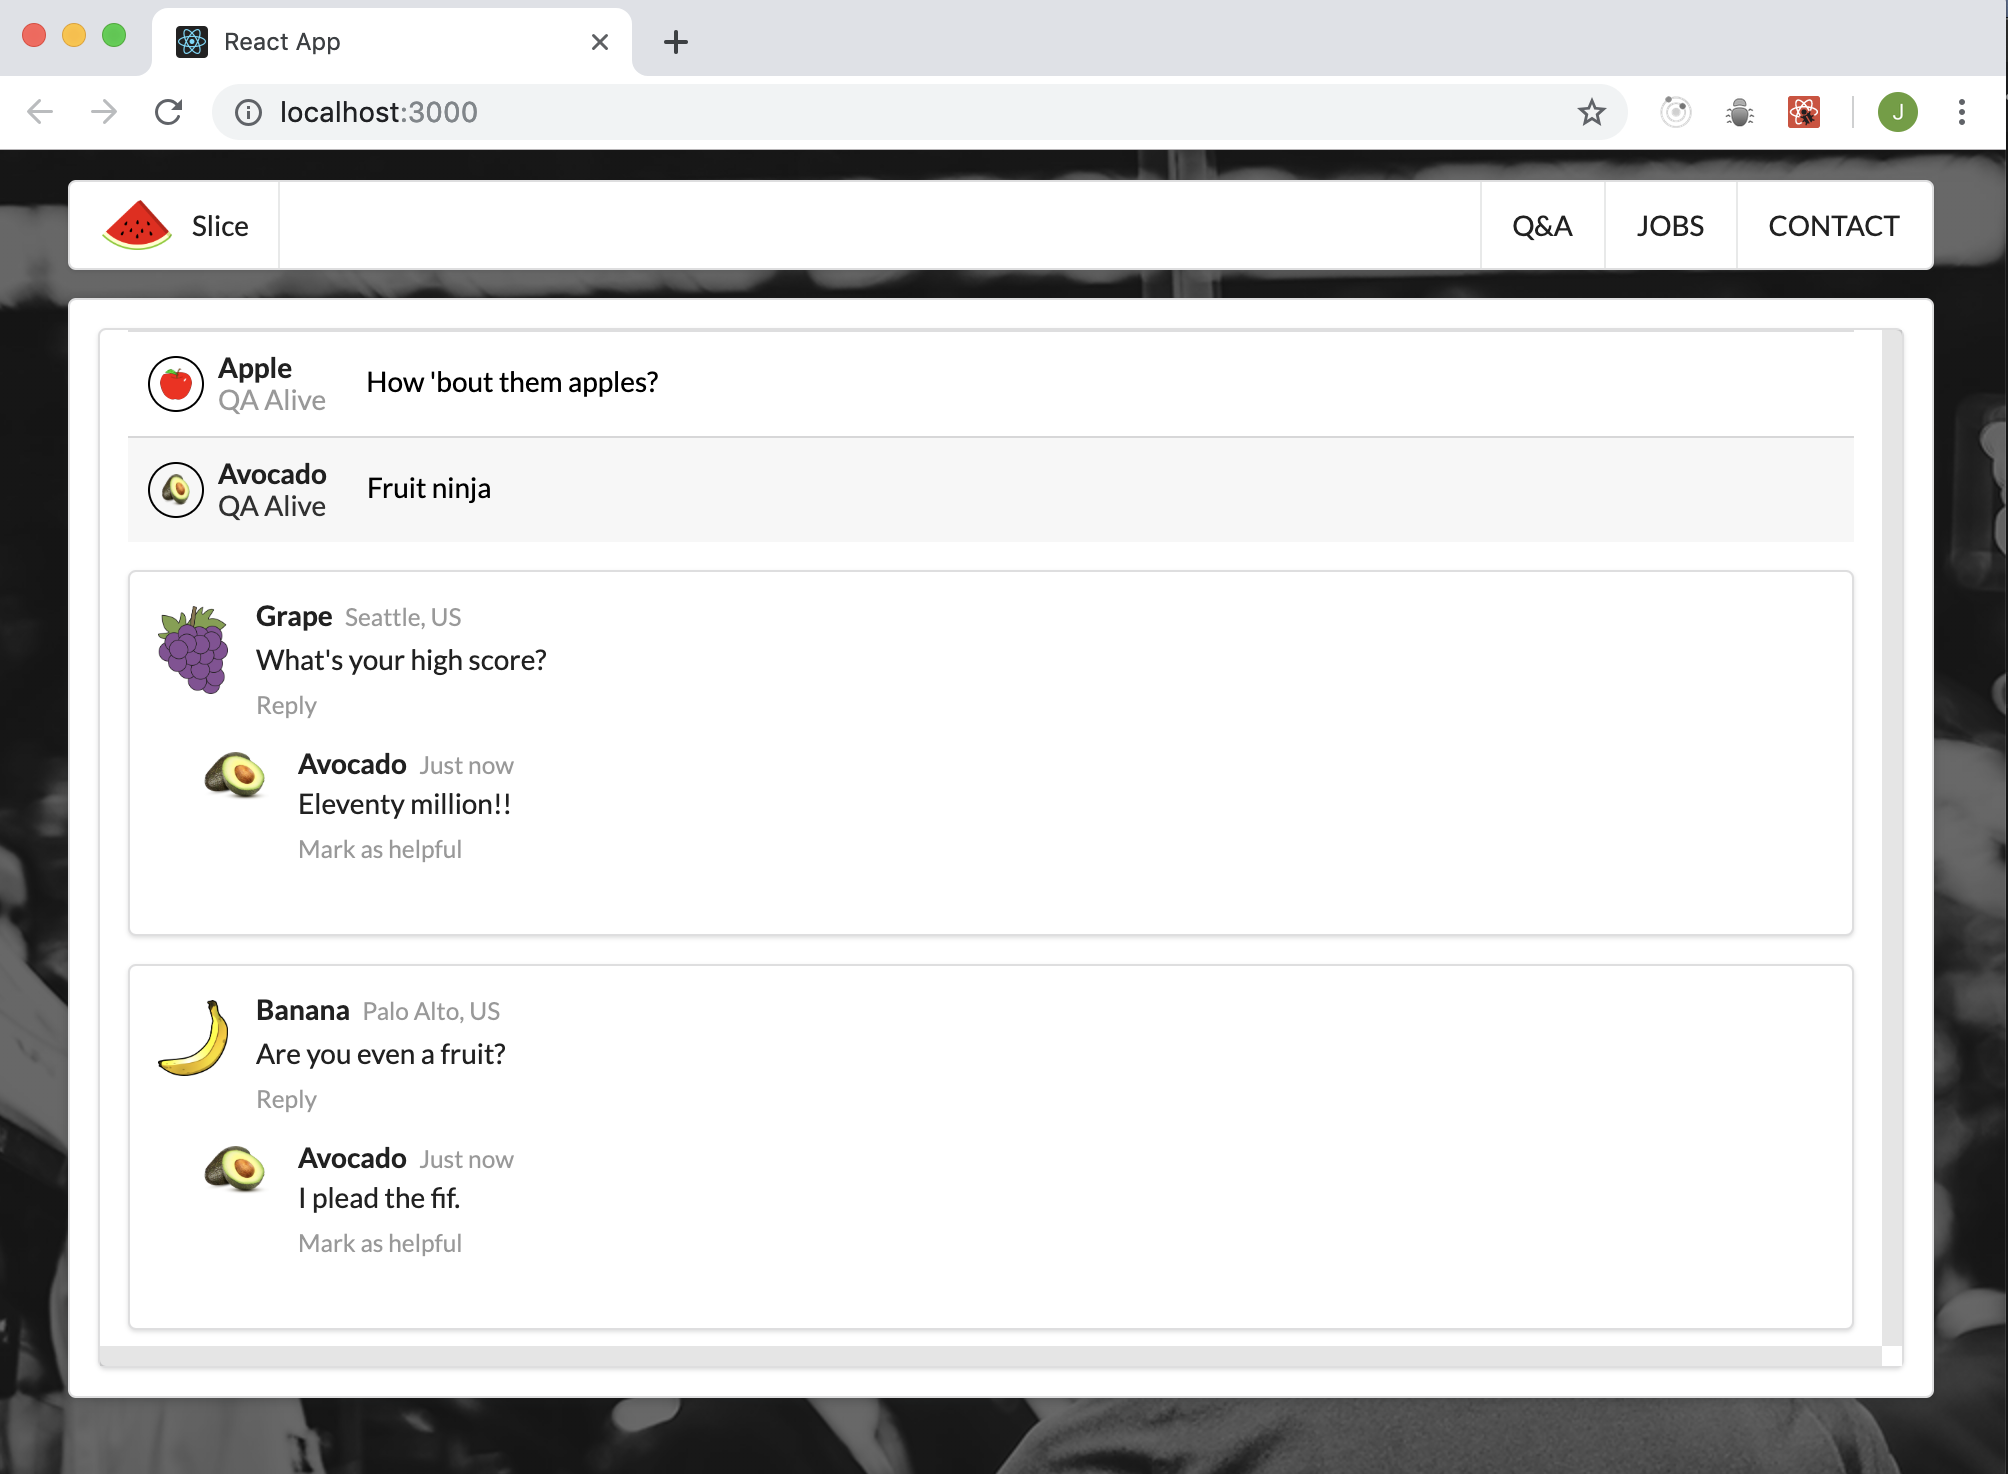 React App
localhost:3000
J
Slice
Q&A
JOBS
CONTACT
Apple
QA Alive
How 'bout them apples?
Avocado
QA Alive
Fruit ninja
Grape Seattle, US
What's your high score?
Reply
Avocado Just now
Eleventy million!!
Mark as helpful
Banana Palo Alto, US
Are you even a fruit?
Reply
Avocado Just now
I plead the fif.
Mark as helpful